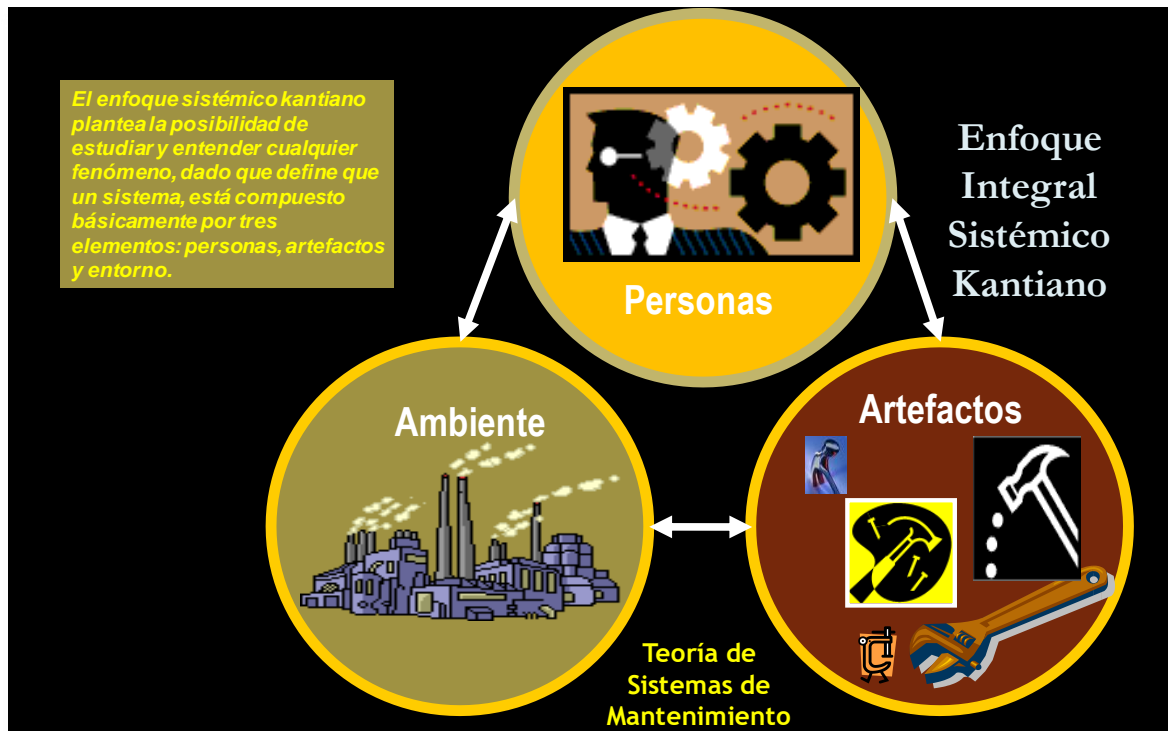 El enfoque sistémico kantiano
plantea la posibilidad de
estudiar y entender cualquier
fenómeno, dado que define que
un sistema, está compuesto
básicamente por tres
elementos: personas, artefactos
y entorno.
Enfoque
Integral
Sistémico
Kantiano
Personas
Ambiente
Artefactos
Teoría de
Sistemas de
Mantenimiento